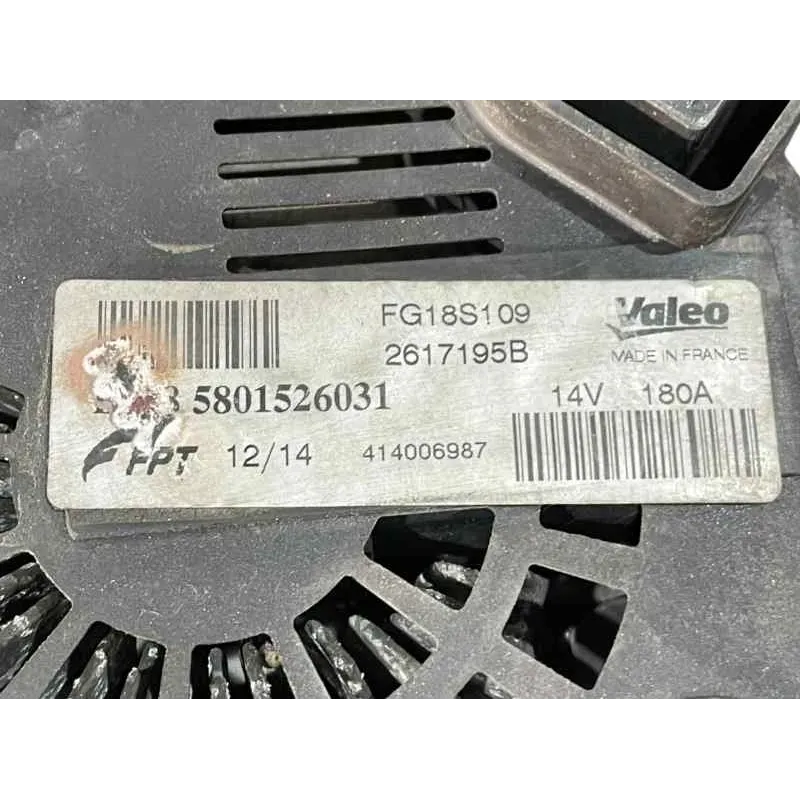 FG18S109
Valeo
2617195B
MADE IN FRANCE
5801526031
14V 180A
FPT 12/14 414006987